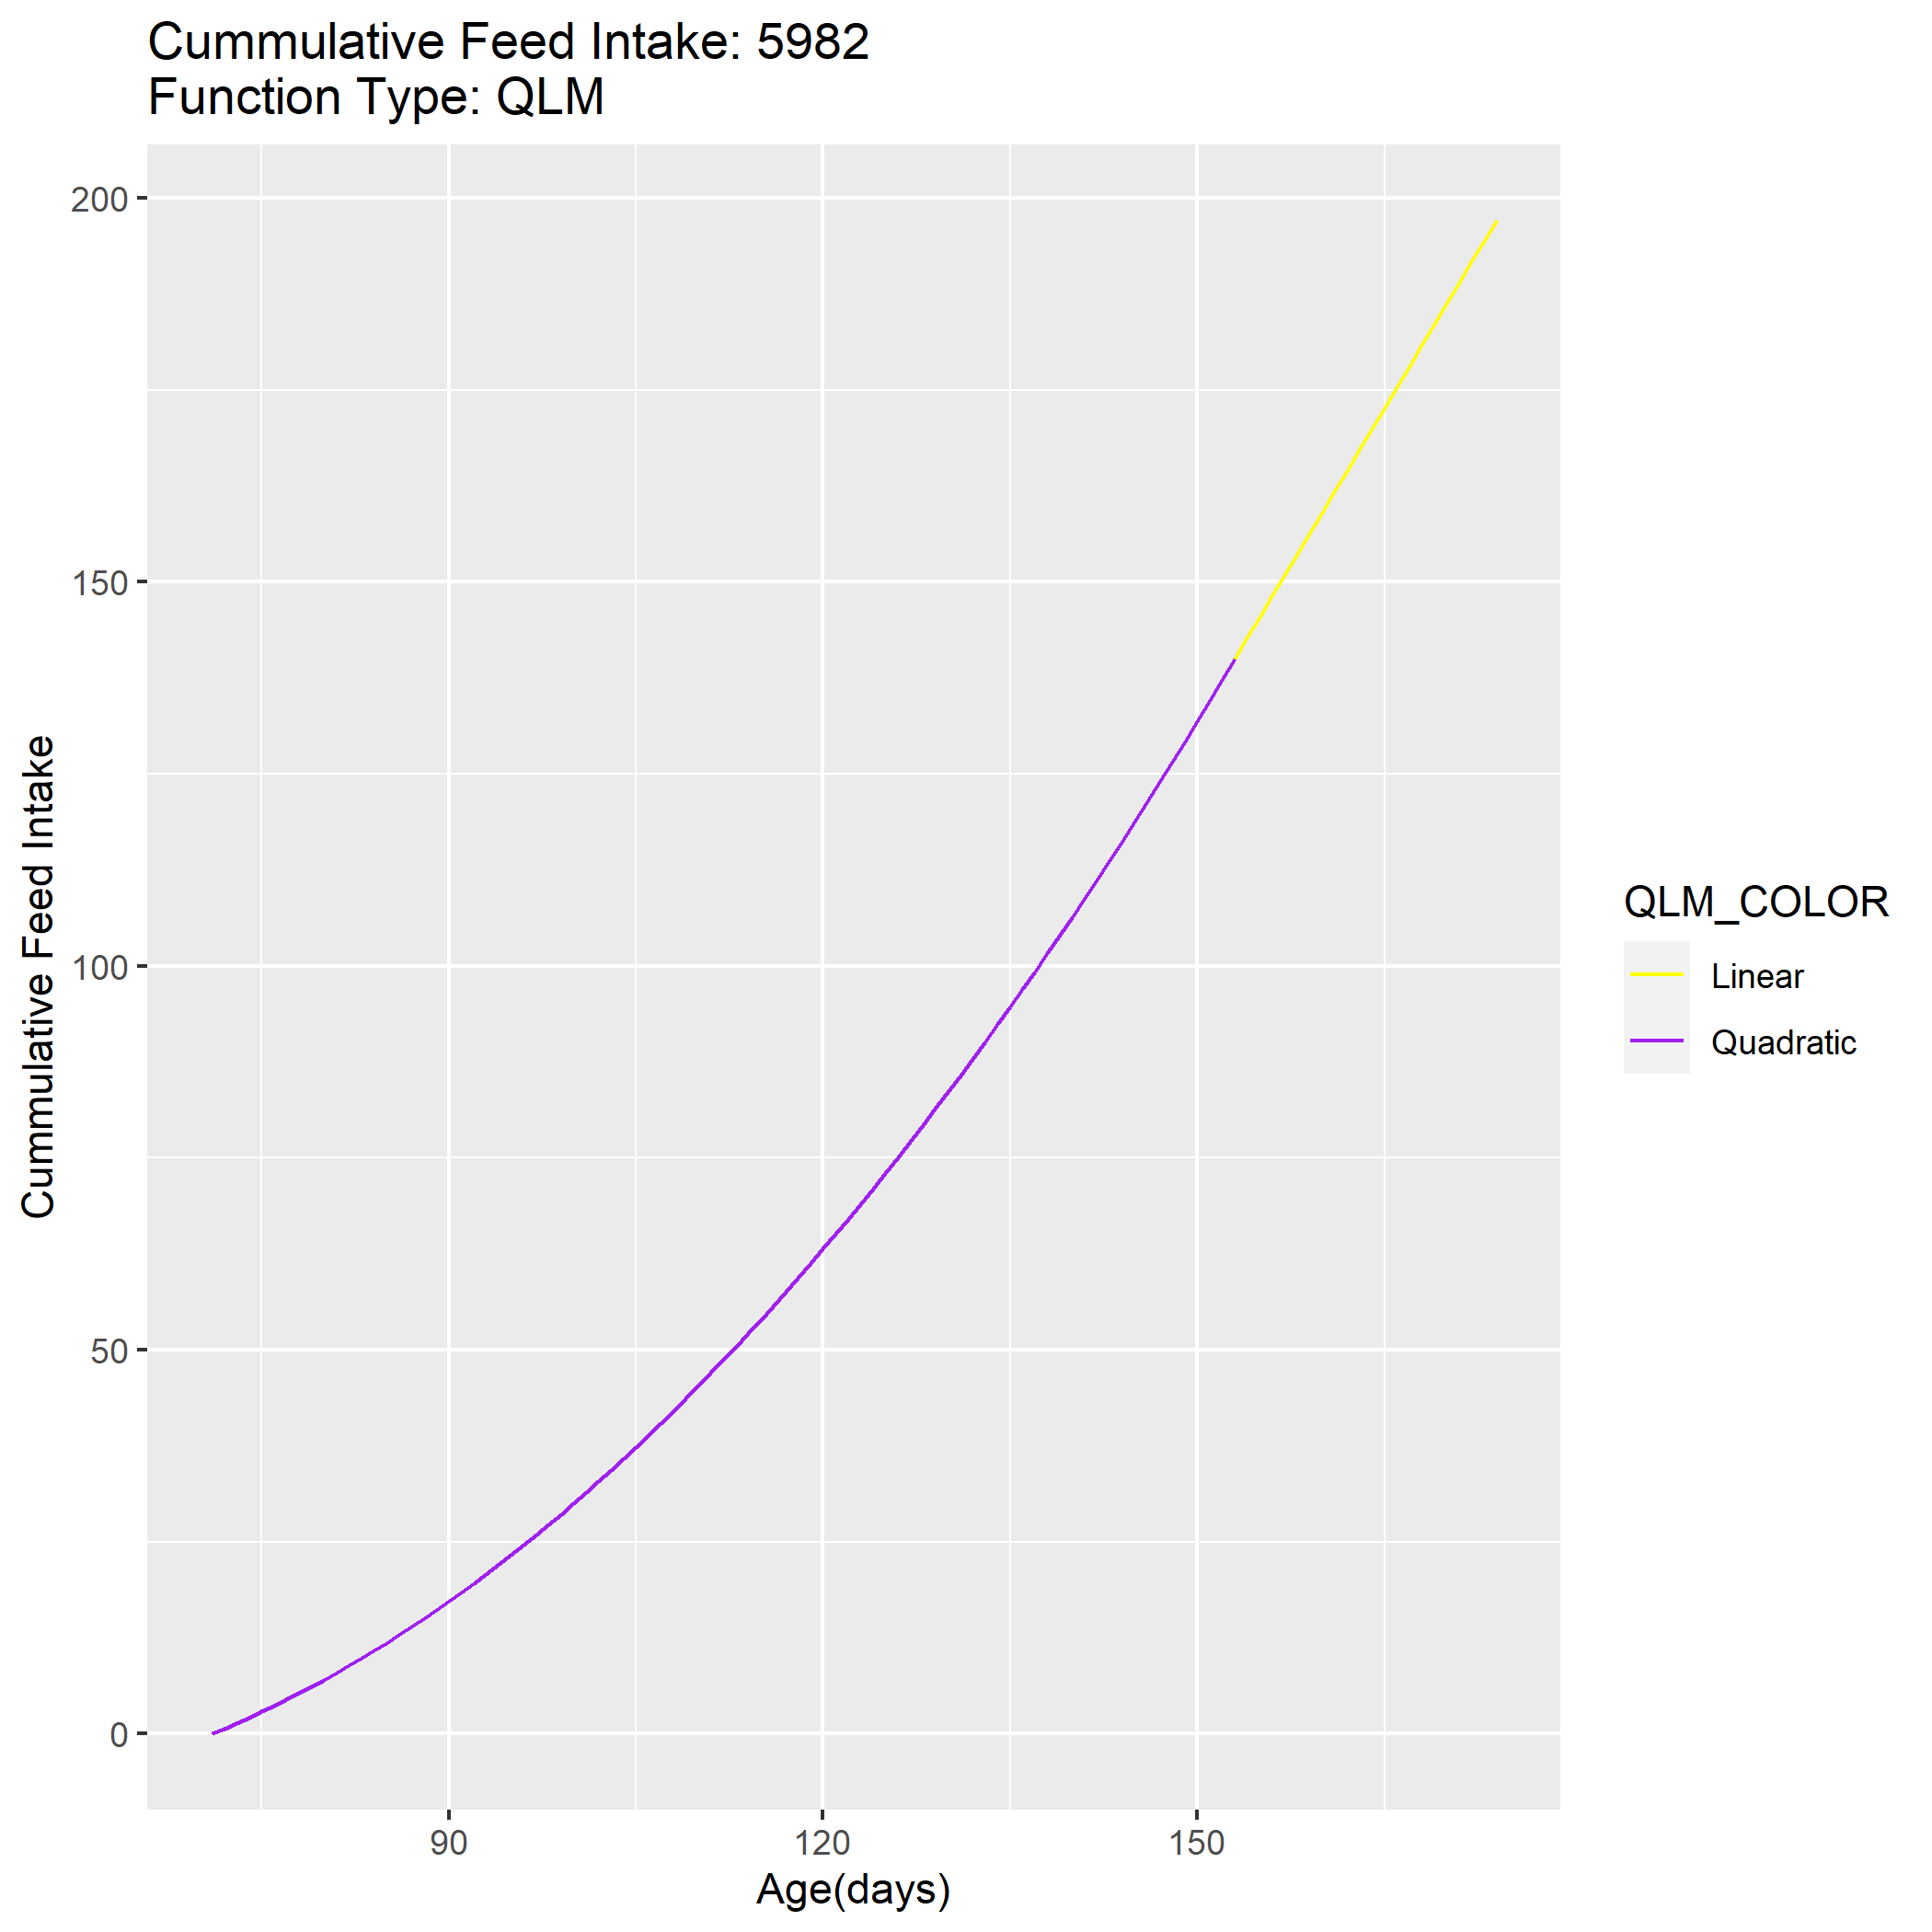 Cummulative Feed Intake: 5982
Function Type: QLM
200
150
100
50
0
Cummulative Feed Intake
90
120
150
Age(days)
QLM_COLOR
Linear
Quadratic